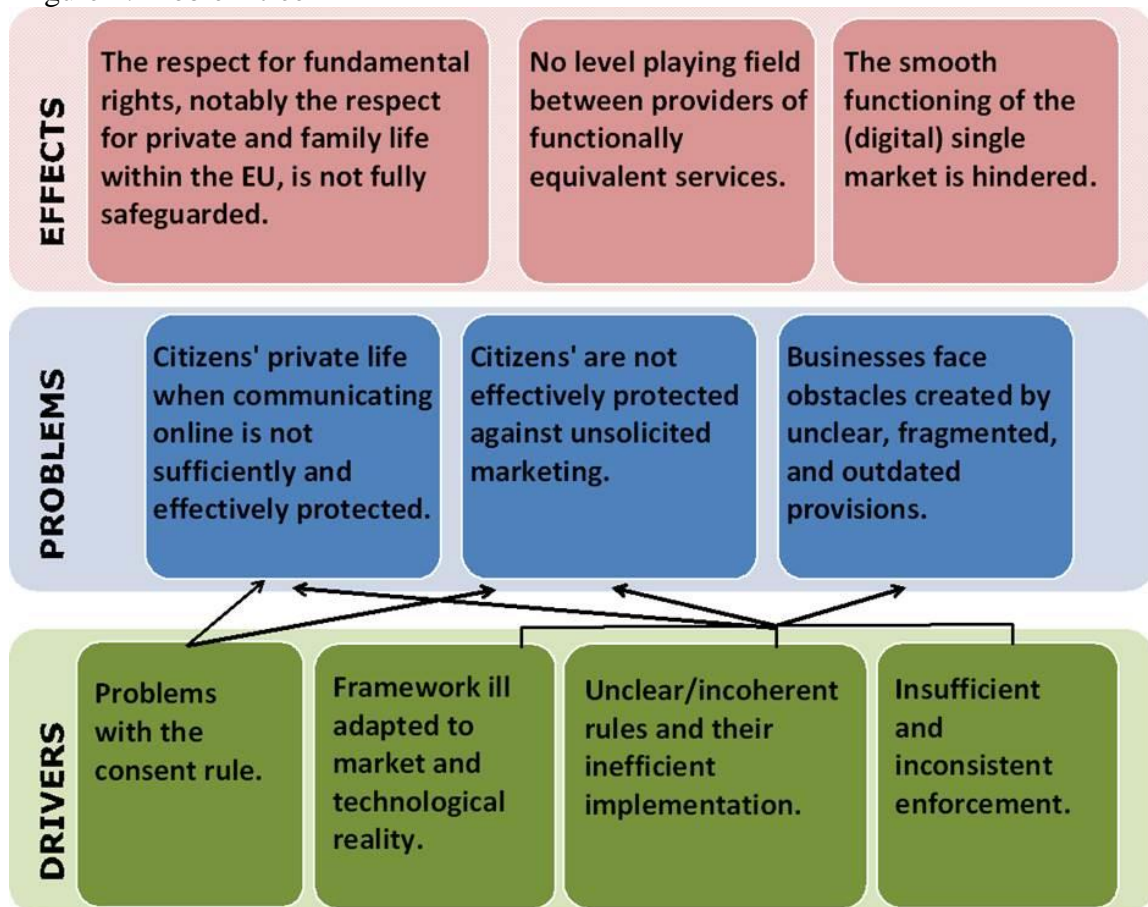 EFFECTS
The respect for fundamental
rights, notably the respect
for private and family life
within the EU, is not fully
safeguarded.
No level playing field
between providers of
functionally
equivalent services.
The smooth
functioning of the
(digital) single
market is hindered.
PROBLEMS
Citizens' private life
when communicating
online is not
sufficiently and
effectively protected.
Citizens' are not
effectively protected
against unsolicited
marketing.
Businesses face
obstacles created by
unclear, fragmented,
and outdated
provisions.
DRIVERS
Problems
with the
consent rule.
Framework ill
adapted to
market and
technological
reality.
Unclear/incoherent
rules and their
inefficient
implementation.
Insufficient
and
inconsistent
enforcement.